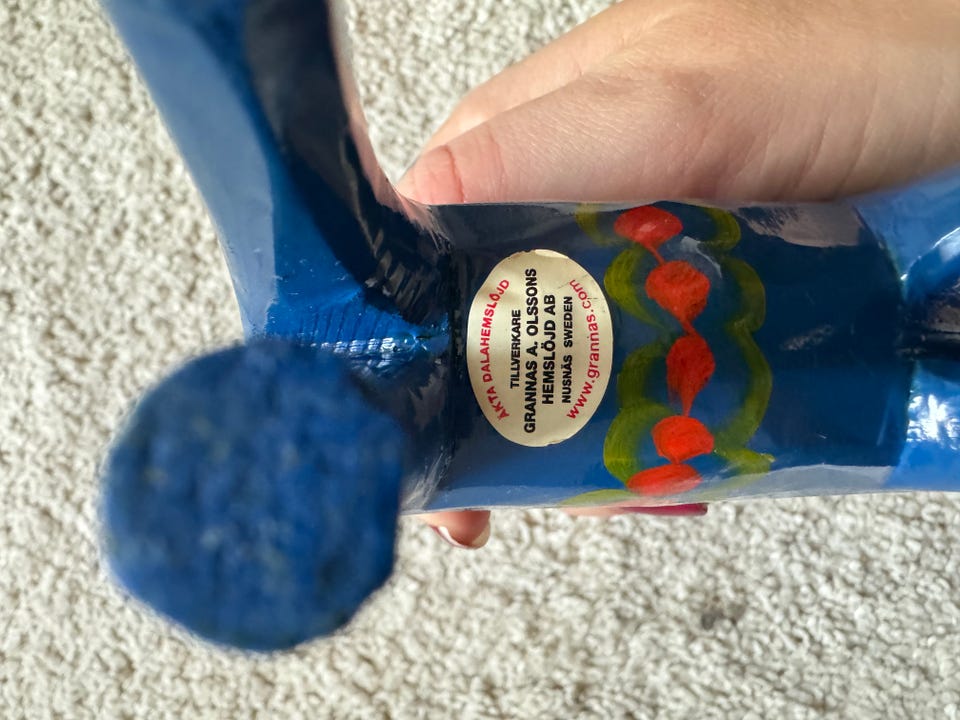 ÄKTA DALAHEMSLÖJD
TILLVERKARE
GRANNAS A. OLSSONS
HEMSLÖJD AB
NUSNÄS SWEDEN
www.grannas.com